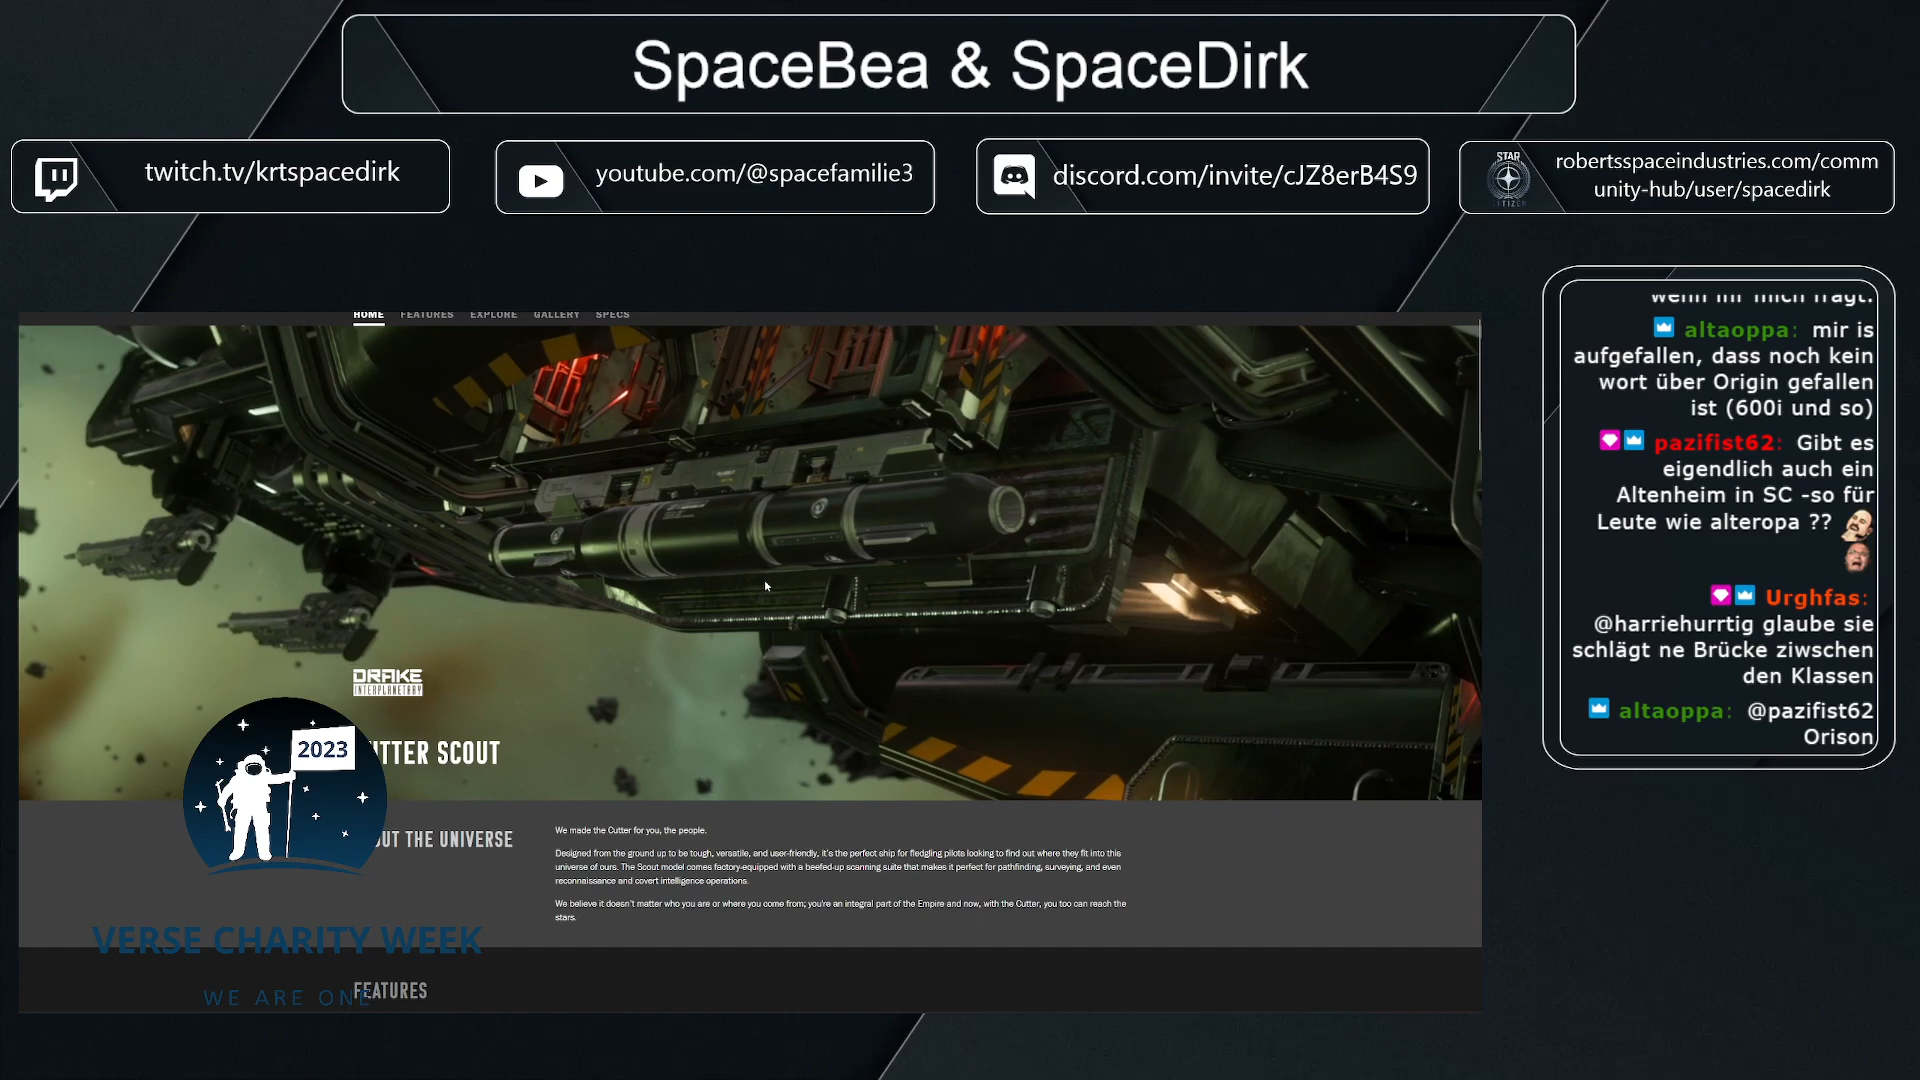 SpaceBea & SpaceDirk
twitch.tv/krtspacedirk
youtube.com/@spacefamilie3
discord.com/invite/cJZ8erB4S9
STAR
CITIZEN
robertsspaceindustries.com/comm
unity-hub/user/spacedirk
HOME FEATURES EXPLORE GALLERY SPECS
DRAKE
INTERPLANETARY
UTTER SCOUT
2023
OUT THE UNIVERSE
We made the Cutter for you, the people.
Designed from the ground up to be tough, versatile, and user-friendly, it's the perfect ship for fledgling pilots looking to find out where they fit into this
universe of ours. The Scout model comes factory-equipped with a beefed-up scanning suite that makes it perfect for pathfinding, surveying, and even
reconnaissance and covert intelligence operations.
We believe it doesn't matter who you are or where you come from; you're an integral part of the Empire and now, with the Cutter, you too can reach the
stars.
VERSE CHARITY WEEK
WE ARE ONE
FEATURES
wenn ihr mich fragt.
altaoppa: mir is
aufgefallen, dass noch kein
wort über Origin gefallen
ist (600i und so)
pazifist62: Gibt es
eigendlich auch ein
Altenheim in SC -so für
Leute wie alteropa ??
Urghfas:
@harriehurrtig glaube sie
schlägt ne Brücke ziwschen
den Klassen
altaoppa: @pazifist62
Orison